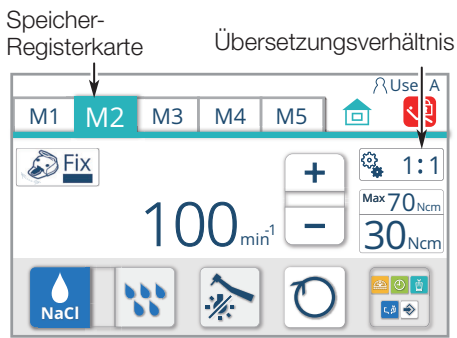 Speicher-
Registerkarte
Übersetzungsverhältnis
User A
M1 M2 M3 M4 M5
Fix
1:1
100 min-1
+
−
Max 70 Ncm
30 Ncm
NaCl